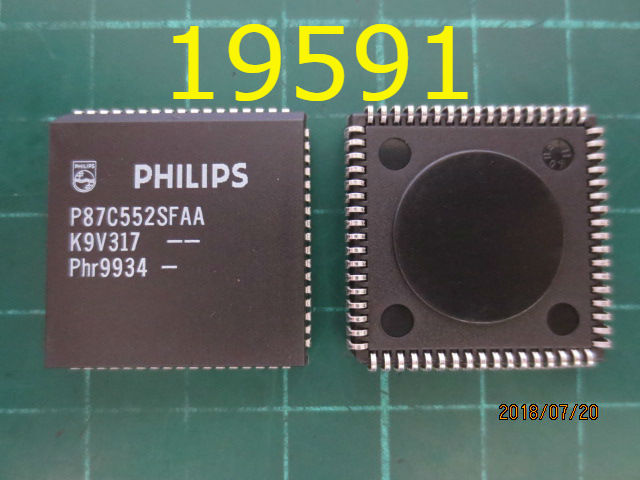 19591
PHILIPS
P87C552SFAA
K9V317 --
Phr9934 -
2018/07/20